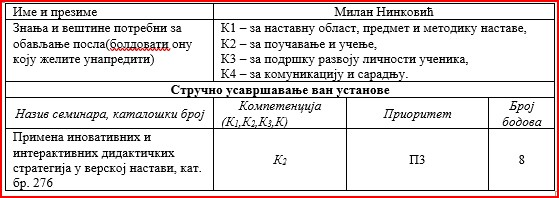 Име и презиме
Милан Нинковић
Знања и вештине потребни за
обављање посла(болдовати ону
коју желите унапредити)
К1 – за наставну област, предмет и методику наставе,
К2 – за поучавање и учење,
К3 – за подршку развоју личности ученика,
К4 – за комуникацију и сарадњу.
Стручно усавршавање ван установе
Назив семинара, каталошки број
Компетенција
(К1,К2,К3,К)
Приоритет
Број
бодова
Примена иновативних и
интерактивних дидактичких
стратегија у верској настави, кат.
бр. 276
К2
П3
8